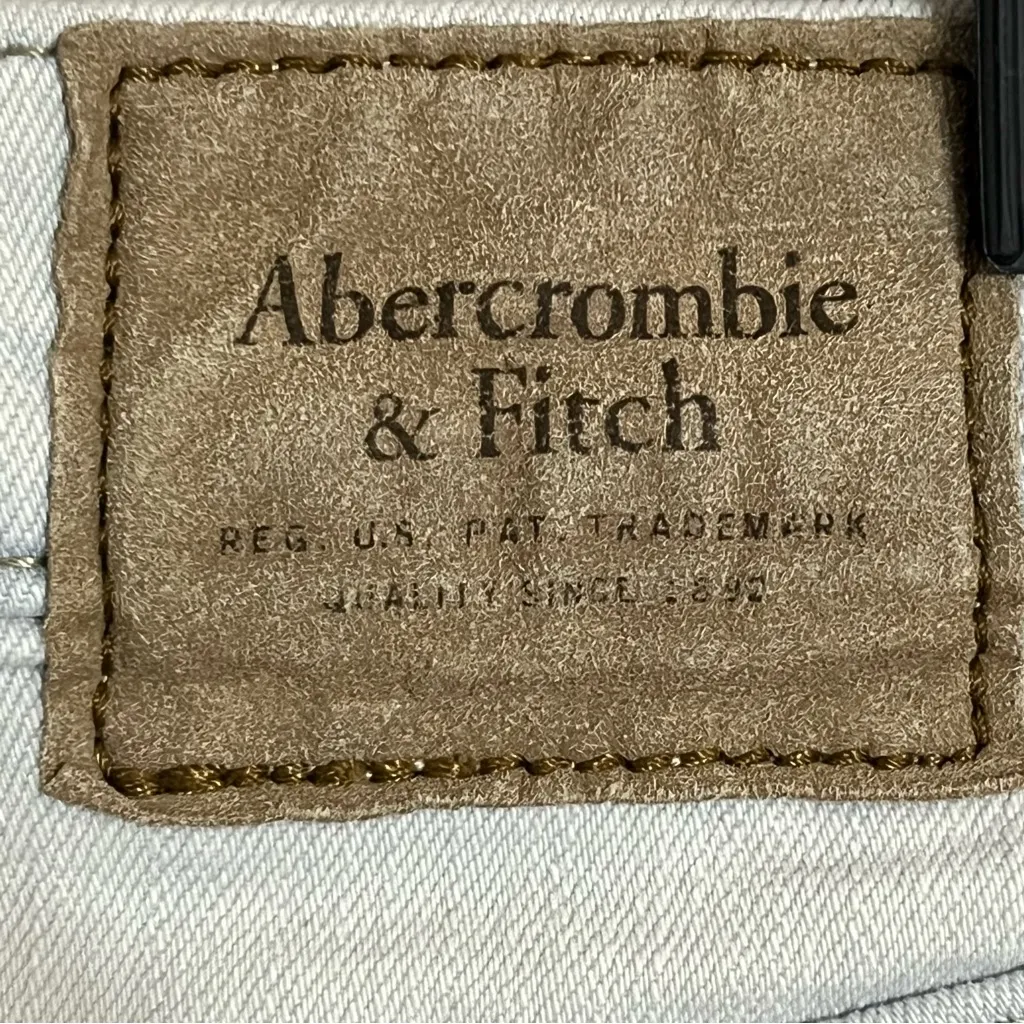 Abercrombie
& Fitch
REG. U.S. PAT. TRADEMARK
QUALITY SINCE 1892